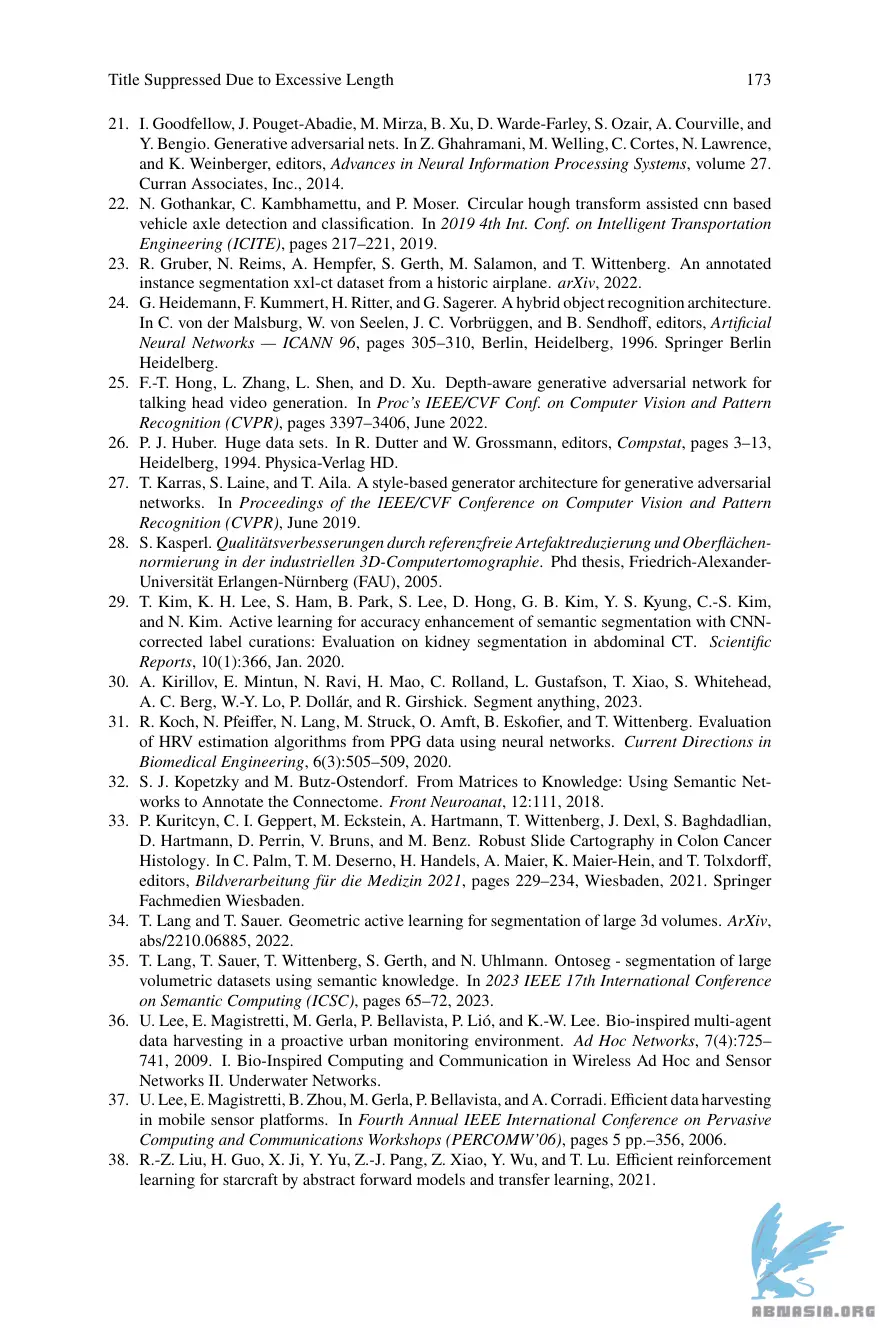 Title Suppressed Due to Excessive Length 173
21. I. Goodfellow, J. Pouget-Abadie, M. Mirza, B. Xu, D. Warde-Farley, S. Ozair, A. Courville, and
Y. Bengio. Generative adversarial nets. In Z. Ghahramani, M. Welling, C. Cortes, N. Lawrence,
and K. Weinberger, editors, Advances in Neural Information Processing Systems, volume 27.
Curran Associates, Inc., 2014.
22. N. Gothankar, C. Kambhamettu, and P. Moser. Circular hough transform assisted cnn based
vehicle axle detection and classification. In 2019 4th Int. Conf. on Intelligent Transportation
Engineering (ICITE), pages 217–221, 2019.
23. R. Gruber, N. Reims, A. Hempfer, S. Gerth, M. Salamon, and T. Wittenberg. An annotated
instance segmentation xxl-ct dataset from a historic airplane. arXiv, 2022.
24. G. Heidemann, F. Kummert, H. Ritter, and G. Sagerer. A hybrid object recognition architecture.
In C. von der Malsburg, W. von Seelen, J. C. Vorbrüggen, and B. Sendhoff, editors, Artificial
Neural Networks — ICANN 96, pages 305–310, Berlin, Heidelberg, 1996. Springer Berlin
Heidelberg.
25. F.-T. Hong, L. Zhang, L. Shen, and D. Xu. Depth-aware generative adversarial network for
talking head video generation. In Proc's IEEE/CVF Conf. on Computer Vision and Pattern
Recognition (CVPR), pages 3397–3406, June 2022.
26. P. J. Huber. Huge data sets. In R. Dutter and W. Grossmann, editors, Compstat, pages 3–13,
Heidelberg, 1994. Physica-Verlag HD.
27. T. Karras, S. Laine, and T. Aila. A style-based generator architecture for generative adversarial
networks. In Proceedings of the IEEE/CVF Conference on Computer Vision and Pattern
Recognition (CVPR), June 2019.
28. S. Kasperl. Qualitätsverbesserungen durch referenzfreie Artefaktreduzierung und Oberflächen-
normierung in der industriellen 3D-Computertomographie. Phd thesis, Friedrich-Alexander-
Universität Erlangen-Nürnberg (FAU), 2005.
29. T. Kim, K. H. Lee, S. Ham, B. Park, S. Lee, D. Hong, G. B. Kim, Y. S. Kyung, C.-S. Kim,
and N. Kim. Active learning for accuracy enhancement of semantic segmentation with CNN-
corrected label curations: Evaluation on kidney segmentation in abdominal CT. Scientific
Reports, 10(1):366, Jan. 2020.
30. A. Kirillov, E. Mintun, N. Ravi, H. Mao, C. Rolland, L. Gustafson, T. Xiao, S. Whitehead,
A. C. Berg, W.-Y. Lo, P. Dollár, and R. Girshick. Segment anything, 2023.
31. R. Koch, N. Pfeiffer, N. Lang, M. Struck, O. Amft, B. Eskofier, and T. Wittenberg. Evaluation
of HRV estimation algorithms from PPG data using neural networks. Current Directions in
Biomedical Engineering, 6(3):505–509, 2020.
32. S. J. Kopetzky and M. Butz-Ostendorf. From Matrices to Knowledge: Using Semantic Net-
works to Annotate the Connectome. Front Neuroanat, 12:111, 2018.
33. P. Kuritcyn, C. I. Geppert, M. Eckstein, A. Hartmann, T. Wittenberg, J. Dexl, S. Baghdadlian,
D. Hartmann, D. Perrin, V. Bruns, and M. Benz. Robust Slide Cartography in Colon Cancer
Histology. In C. Palm, T. M. Deserno, H. Handels, A. Maier, K. Maier-Hein, and T. Tolxdorff,
editors, Bildverarbeitung für die Medizin 2021, pages 229–234, Wiesbaden, 2021. Springer
Fachmedien Wiesbaden.
34. T. Lang and T. Sauer. Geometric active learning for segmentation of large 3d volumes. ArXiv,
abs/2210.06885, 2022.
35. T. Lang, T. Sauer, T. Wittenberg, S. Gerth, and N. Uhlmann. Ontoseg - segmentation of large
volumetric datasets using semantic knowledge. In 2023 IEEE 17th International Conference
on Semantic Computing (ICSC), pages 65–72, 2023.
36. U. Lee, E. Magistretti, M. Gerla, P. Bellavista, P. Lió, and K.-W. Lee. Bio-inspired multi-agent
data harvesting in a proactive urban monitoring environment. Ad Hoc Networks, 7(4):725–
741, 2009. I. Bio-Inspired Computing and Communication in Wireless Ad Hoc and Sensor
Networks II. Underwater Networks.
37. U. Lee, E. Magistretti, B. Zhou, M. Gerla, P. Bellavista, and A. Corradi. Efficient data harvesting
in mobile sensor platforms. In Fourth Annual IEEE International Conference on Pervasive
Computing and Communications Workshops (PERCOMW'06), pages 5 pp.–356, 2006.
38. R.-Z. Liu, H. Guo, X. Ji, Y. Yu, Z.-J. Pang, Z. Xiao, Y. Wu, and T. Lu. Efficient reinforcement
learning for starcraft by abstract forward models and transfer learning, 2021.
ABNASIA.ORG